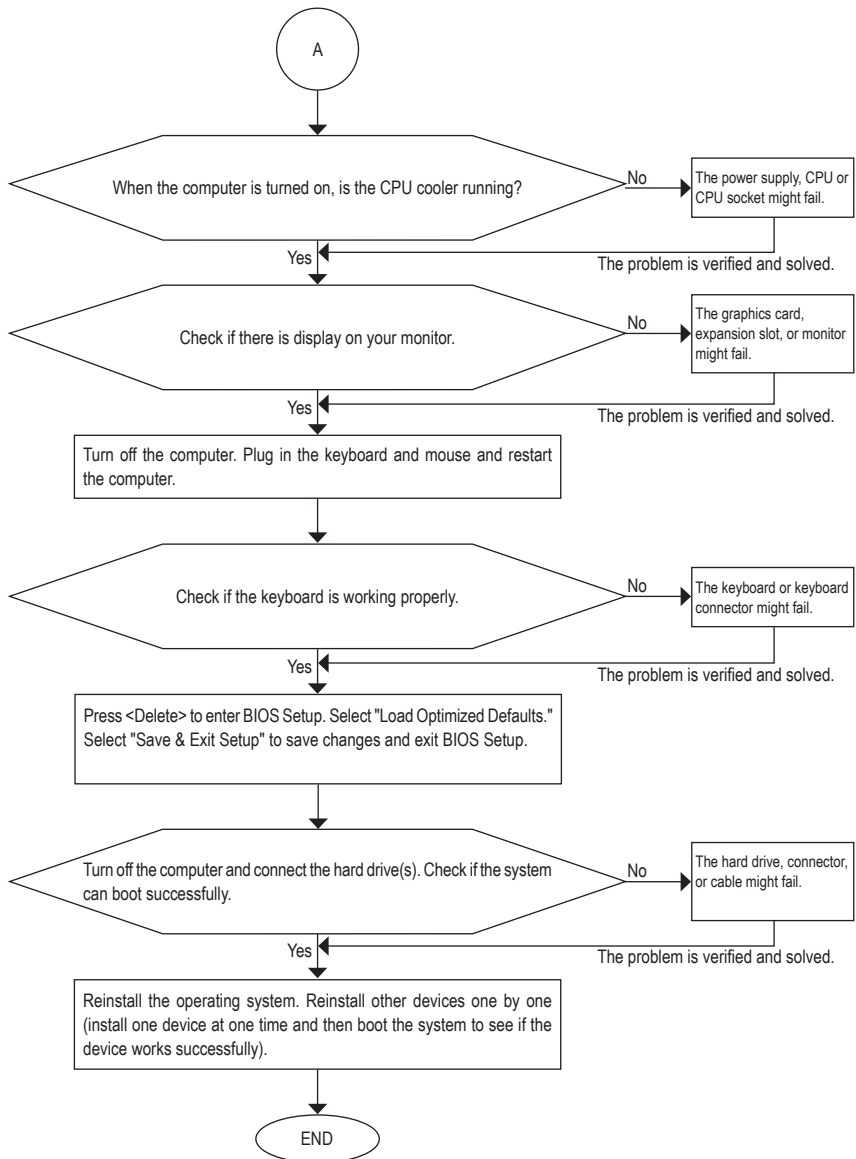 A
When the computer is turned on, is the CPU cooler running?
No
The power supply, CPU or
CPU socket might fail.
Yes
The problem is verified and solved.
Check if there is display on your monitor.
No
The graphics card,
expansion slot, or monitor
might fail.
Yes
The problem is verified and solved.
Turn off the computer. Plug in the keyboard and mouse and restart
the computer.
Check if the keyboard is working properly.
No
The keyboard or keyboard
connector might fail.
Yes
The problem is verified and solved.
Press <Delete> to enter BIOS Setup. Select "Load Optimized Defaults."
Select "Save & Exit Setup" to save changes and exit BIOS Setup.
Turn off the computer and connect the hard drive(s). Check if the system
can boot successfully.
No
The hard drive, connector,
or cable might fail.
Yes
The problem is verified and solved.
Reinstall the operating system. Reinstall other devices one by one
(install one device at one time and then boot the system to see if the
device works successfully).
END